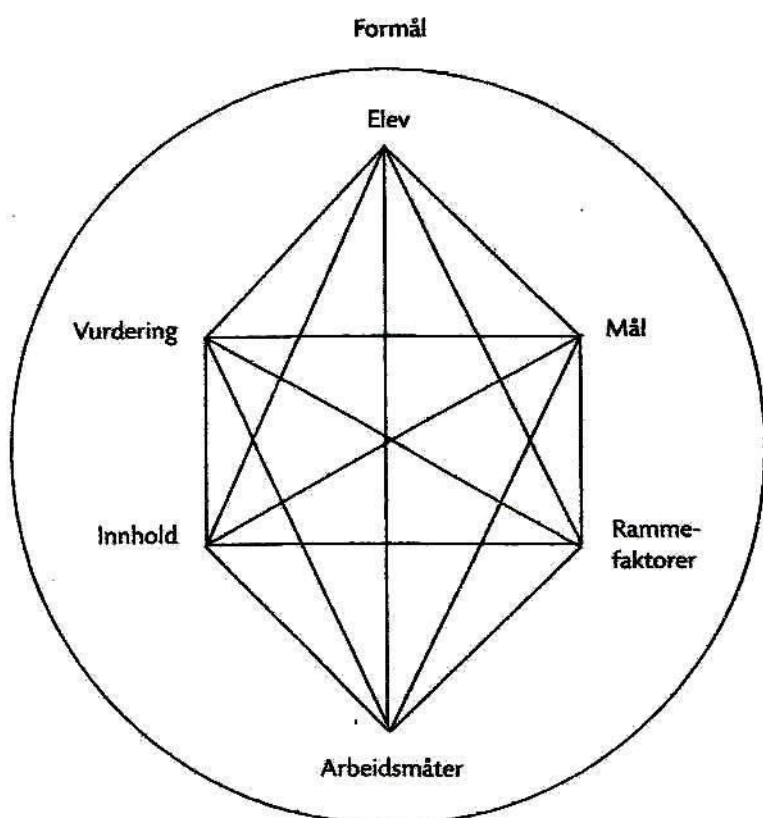 Formål
Elev
Vurdering
Mål
Innhold
Ramme-
faktorer
Arbeidsmåter